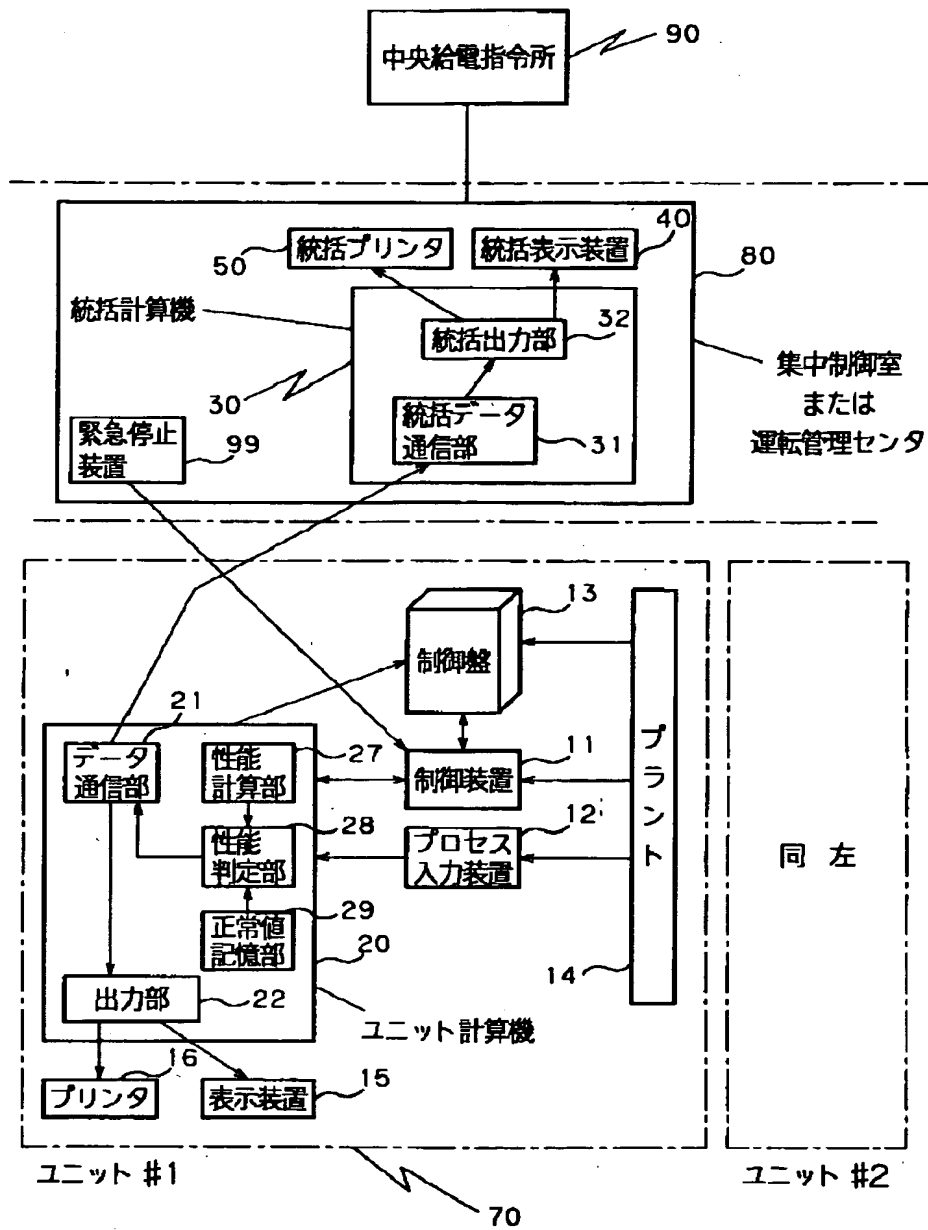 90
中央給電指令所
統括プリンタ
50
統括表示装置
40
80
統括計算機
統括出力部
32
30
統括データ
通信部
31
緊急停止
装置
99
集中制御室
または
運転管理センタ
13
制御盤
21
データ
通信部
性能
計算部
27
制御装置
11
性能
判定部
28
プロセス
入力装置
12
正常値
記憶部
29
20
プラント
14
同左
出力部
22
ユニット計算機
プリンタ
16
表示装置
15
ユニット #1
ユニット #2
70